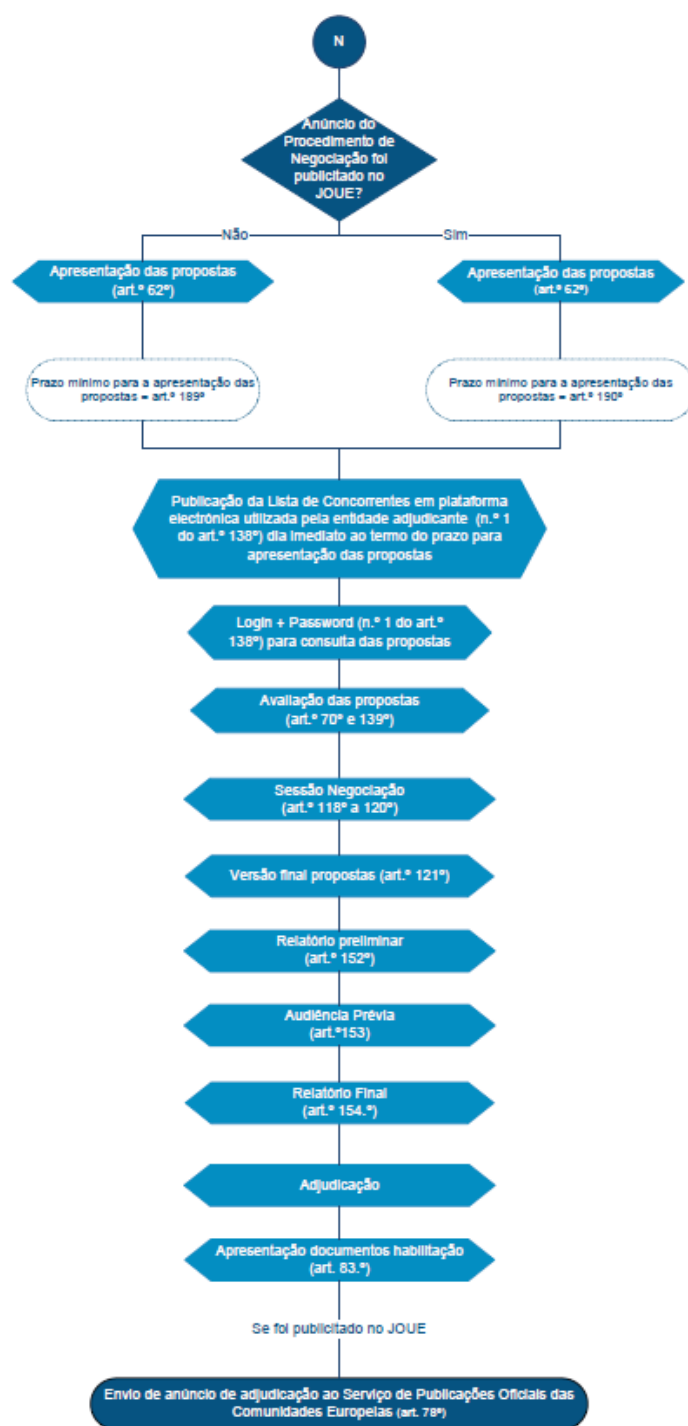 N
Anúncio do
Procedimento de
Negociação foi
publicitado no
JOUE?
Não
Sim
Apresentação das propostas
(art.º 62º)
Apresentação das propostas
(art.º 62º)
Prazo mínimo para a apresentação das
propostas = art.º 189º
Prazo mínimo para a apresentação das
propostas = art.º 190º
Publicação da Lista de Concorrentes em plataforma
electrónica utilizada pela entidade adjudicante (n.º 1
do art.º 138º) dia imediato ao termo do prazo para
apresentação das propostas
Login + Password (n.º 1 do art.º
138º) para consulta das propostas
Avaliação das propostas
(art.º 70º e 139º)
Sessão Negociação
(art.º 118º a 120º)
Versão final propostas (art.º 121º)
Relatório preliminar
(art.º 152º)
Audiência Prévia
(art.º153)
Relatório Final
(art.º 154.º)
Adjudicação
Apresentação documentos habilitação
(art. 83.º)
Se foi publicitado no JOUE
Envio de anúncio de adjudicação ao Serviço de Publicações Oficiais das
Comunidades Europelas (art. 78º)